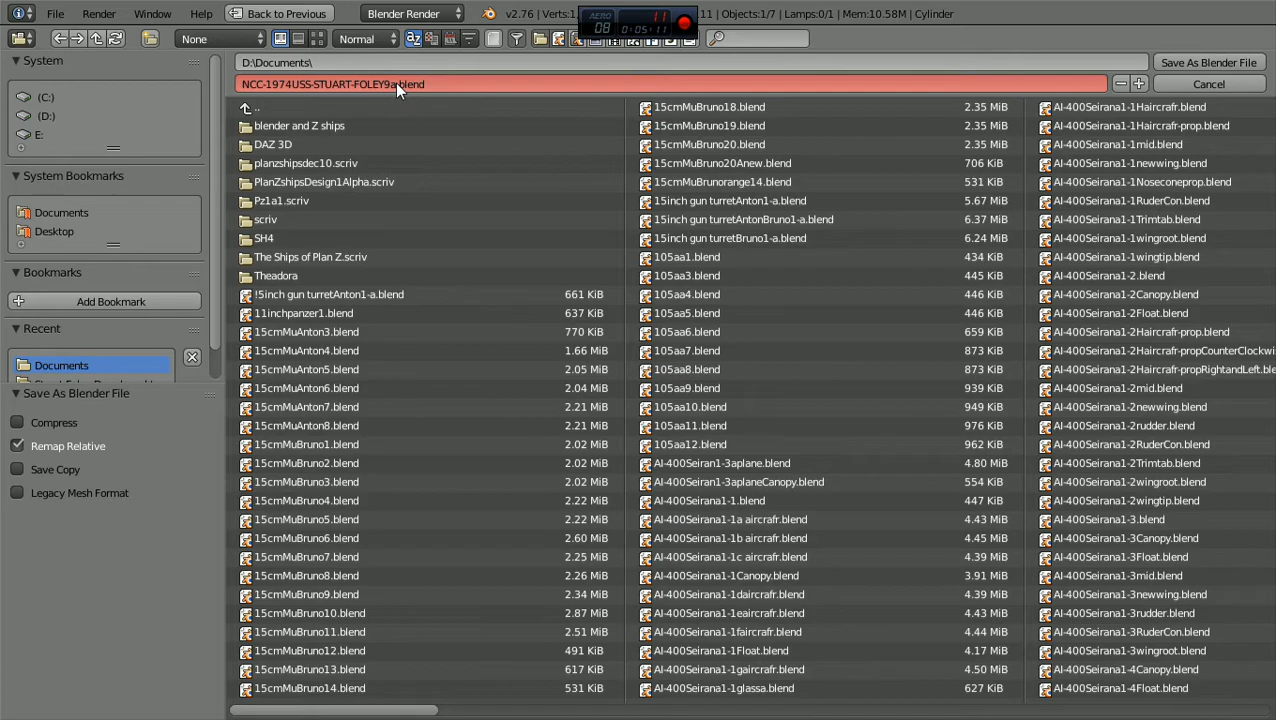 File Render Window Help Back to Previous Blender Render v2.76 | Verts:1, 11 | Objects:1/7 | Lamps:0/1 | Mem:10.58M | Cylinder
AERO 08 11 0:05:11
None Normal
System
(C:)
(D:)
E:
System Bookmarks
Documents
Desktop
Bookmarks
Add Bookmark
Recent
Documents
Save As Blender File
Compress
Remap Relative
Save Copy
Legacy Mesh Format
D:\Documents\ Save As Blender File
NCC-1974USS-STUART-FOLEY9a.blend Cancel
..
blender and Z ships
DAZ 3D
planzshipsdec10.scriv
PlanZshipsDesign1Alpha.scriv
Pz1a1.scriv
scriv
SH4
The Ships of Plan Z.scriv
Theadora
!5inch gun turretAnton1-a.blend 661 KiB
11inchpanzer1.blend 637 KiB
15cmMuAnton3.blend 770 KiB
15cmMuAnton4.blend 1.66 MiB
15cmMuAnton5.blend 2.05 MiB
15cmMuAnton6.blend 2.04 MiB
15cmMuAnton7.blend 2.21 MiB
15cmMuAnton8.blend 2.21 MiB
15cmMuBruno1.blend 2.02 MiB
15cmMuBruno2.blend 2.02 MiB
15cmMuBruno3.blend 2.02 MiB
15cmMuBruno4.blend 2.22 MiB
15cmMuBruno5.blend 2.22 MiB
15cmMuBruno6.blend 2.60 MiB
15cmMuBruno7.blend 2.25 MiB
15cmMuBruno8.blend 2.26 MiB
15cmMuBruno9.blend 2.34 MiB
15cmMuBruno10.blend 2.87 MiB
15cmMuBruno11.blend 2.51 MiB
15cmMuBruno12.blend 491 KiB
15cmMuBruno13.blend 617 KiB
15cmMuBruno14.blend 531 KiB
15cmMuBruno18.blend 2.35 MiB
15cmMuBruno19.blend 2.35 MiB
15cmMuBruno20.blend 2.35 MiB
15cmMuBruno20Anew.blend 706 KiB
15cmMuBrunorange14.blend 531 KiB
15inch gun turretAnton1-a.blend 5.67 MiB
15inch gun turretAntonBruno1-a.blend 6.37 MiB
15inch gun turretBruno1-a.blend 6.24 MiB
105aa1.blend 434 KiB
105aa3.blend 445 KiB
105aa4.blend 446 KiB
105aa5.blend 446 KiB
105aa6.blend 659 KiB
105aa7.blend 873 KiB
105aa8.blend 873 KiB
105aa9.blend 939 KiB
105aa10.blend 949 KiB
105aa11.blend 976 KiB
105aa12.blend 962 KiB
AI-400Seiran1-3aplane.blend 4.80 MiB
AI-400Seiran1-3aplaneCanopy.blend 554 KiB
AI-400Seirana1-1.blend 447 KiB
AI-400Seirana1-1a aircrafr.blend 4.43 MiB
AI-400Seirana1-1b aircrafr.blend 4.45 MiB
AI-400Seirana1-1c aircrafr.blend 4.39 MiB
AI-400Seirana1-1Canopy.blend 3.91 MiB
AI-400Seirana1-1daircrafr.blend 4.39 MiB
AI-400Seirana1-1eaircrafr.blend 4.43 MiB
AI-400Seirana1-1faircrafr.blend 4.44 MiB
AI-400Seirana1-1Float.blend 4.17 MiB
AI-400Seirana1-1gaircrafr.blend 4.50 MiB
AI-400Seirana1-1glassa.blend 627 KiB
AI-400Seirana1-1Haircrafr.blend
AI-400Seirana1-1Haircrafr-prop.blend
AI-400Seirana1-1mid.blend
AI-400Seirana1-1newwing.blend
AI-400Seirana1-1Noseconeprop.blend
AI-400Seirana1-1RuderCon.blend
AI-400Seirana1-1Trimtab.blend
AI-400Seirana1-1wingroot.blend
AI-400Seirana1-1wingtip.blend
AI-400Seirana1-2.blend
AI-400Seirana1-2Canopy.blend
AI-400Seirana1-2Float.blend
AI-400Seirana1-2Haircrafr-prop.blend
AI-400Seirana1-2Haircrafr-propCounterClockwi
AI-400Seirana1-2Haircrafr-propRightandLeft.bl
AI-400Seirana1-2mid.blend
AI-400Seirana1-2newwing.blend
AI-400Seirana1-2rudder.blend
AI-400Seirana1-2RuderCon.blend
AI-400Seirana1-2Trimtab.blend
AI-400Seirana1-2wingroot.blend
AI-400Seirana1-2wingtip.blend
AI-400Seirana1-3.blend
AI-400Seirana1-3Canopy.blend
AI-400Seirana1-3Float.blend
AI-400Seirana1-3mid.blend
AI-400Seirana1-3newwing.blend
AI-400Seirana1-3rudder.blend
AI-400Seirana1-3RuderCon.blend
AI-400Seirana1-3wingroot.blend
AI-400Seirana1-4Canopy.blend
AI-400Seirana1-4Float.blend